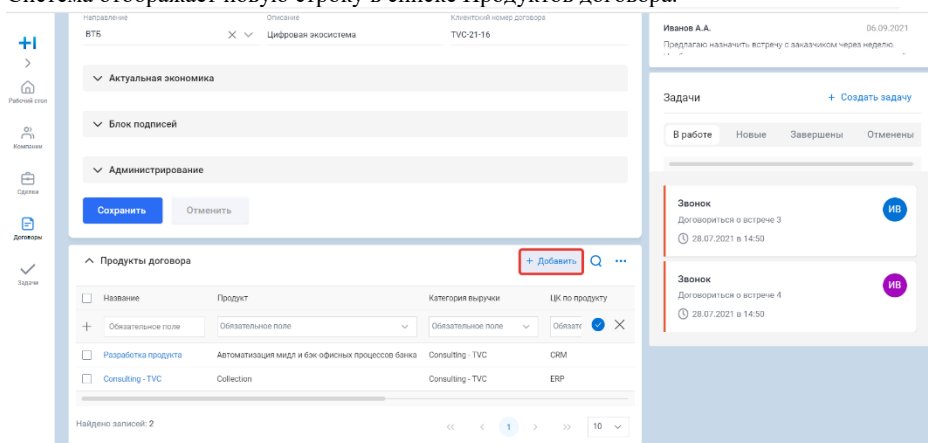 Система отображает новую строку в списке Продуктов договора.
Направление
Описание
Клиентский номер договора
ВТБ
Цифровая экосистема
TVC-21-16
Актуальная экономика
Блок подписей
Администрирование
Сохранить
Отменить
Рабочий стол
Компании
Сделки
Договоры
Задачи
Продукты договора
+ Добавить
Название
Продукт
Категория выручки
ЦК по продукту
Обязательное поле
Обязательное поле
Обязательное поле
Обязате
Разработка продукта
Автоматизация мидл и бэк офисных процессов банка
Consulting - TVC
CRM
Consulting - TVC
Collection
Consulting - TVC
ERP
Найдено записей: 2
<< < 1 > >>
10
Иванов А.А.
06.09.2021
Предлагаю назначить встречу с заказчиком через неделю.
Задачи
+ Создать задачу
В работе
Новые
Завершены
Отменены
Звонок
Договориться о встрече 3
28.07.2021 в 14:50
ИВ
Звонок
Договориться о встрече 4
28.07.2021 в 14:50
ИВ